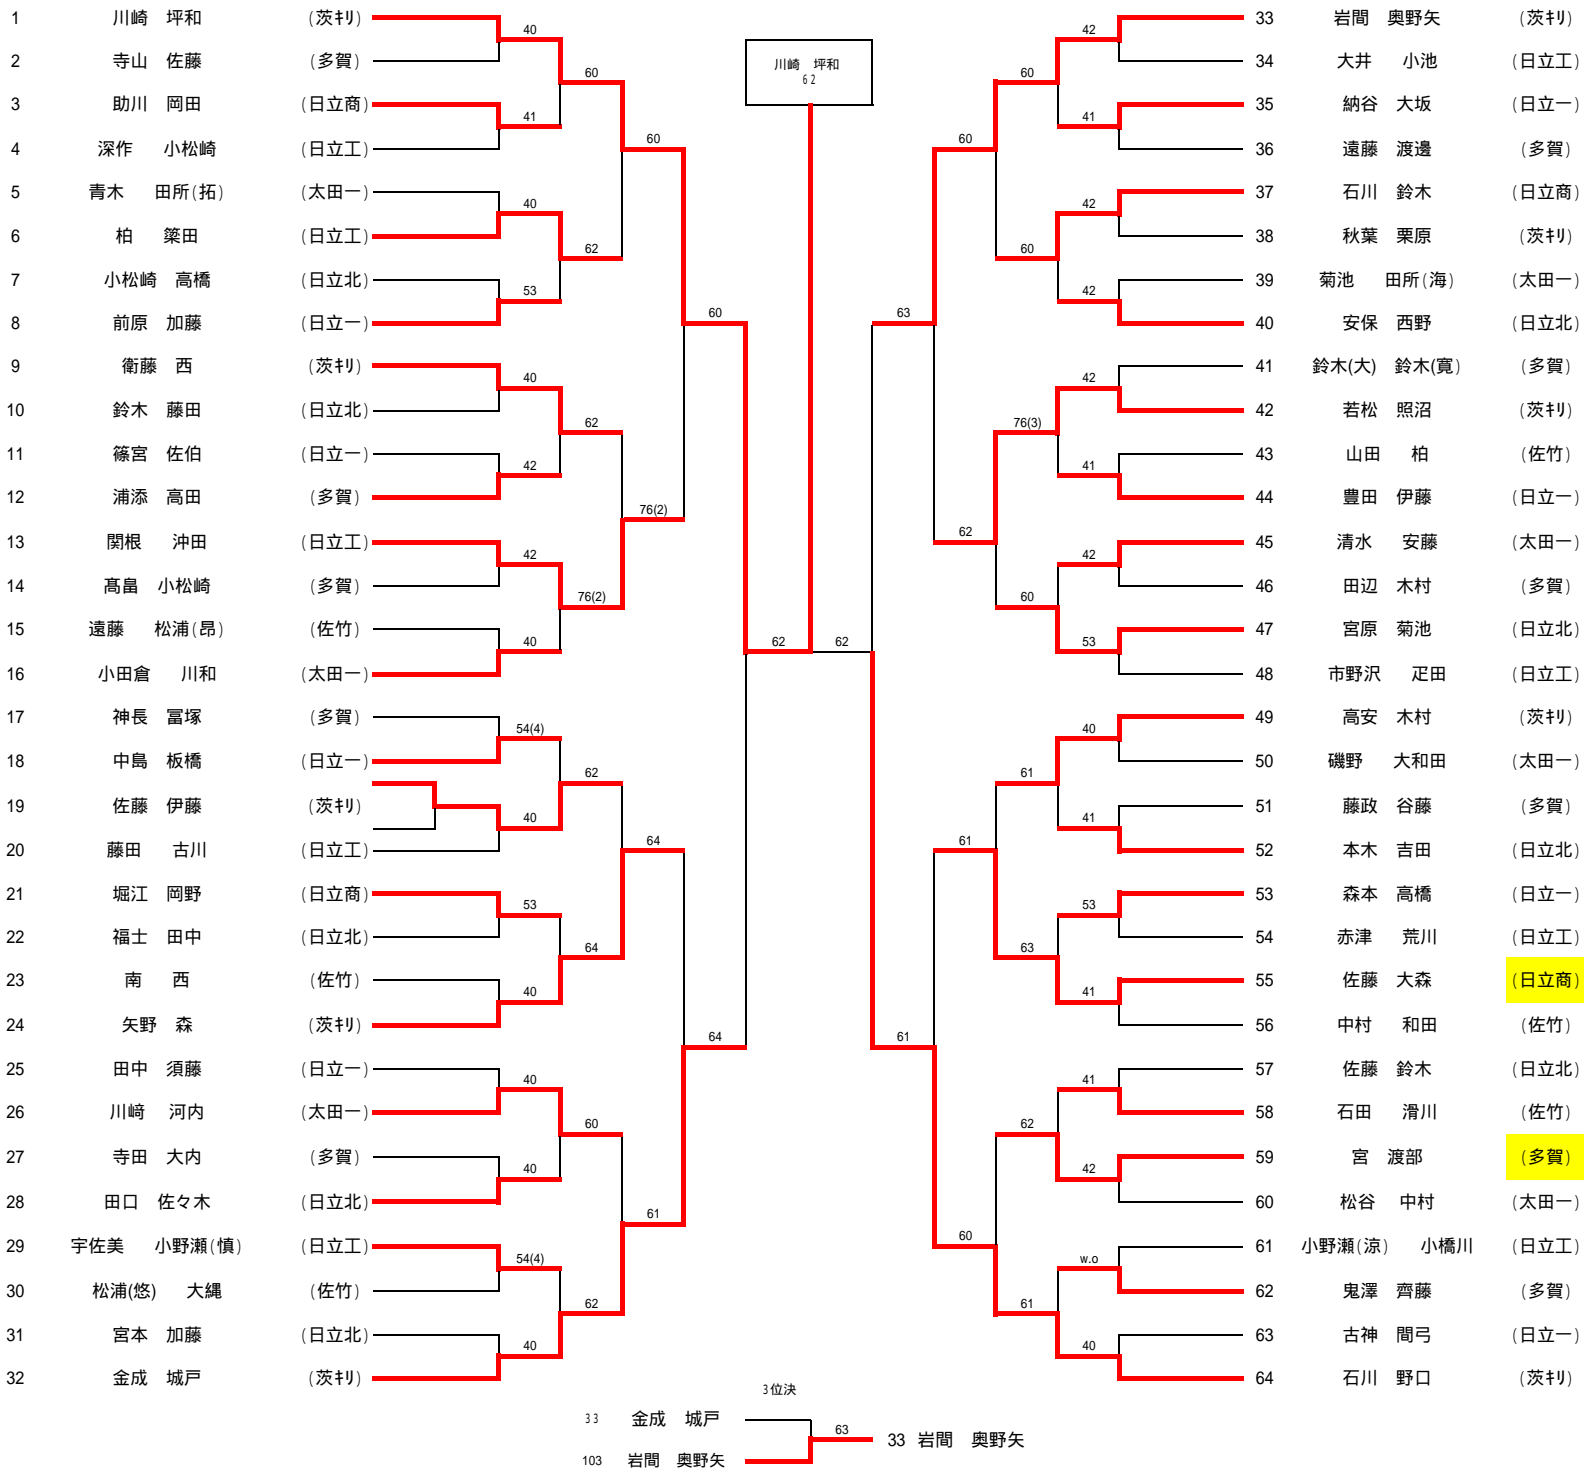 1 川崎 坪和 (茨ｷﾘ)
2 寺山 佐藤 (多賀)
3 助川 岡田 (日立商)
4 深作 小松崎 (日立工)
5 青木 田所(拓) (太田一)
6 柏 簗田 (日立工)
7 小松崎 高橋 (日立北)
8 前原 加藤 (日立一)
9 衛藤 西 (茨ｷﾘ)
10 鈴木 藤田 (日立北)
11 篠宮 佐伯 (日立一)
12 浦添 高田 (多賀)
13 関根 沖田 (日立工)
14 髙畠 小松崎 (多賀)
15 遠藤 松浦(昂) (佐竹)
16 小田倉 川和 (太田一)
17 神長 冨塚 (多賀)
18 中島 板橋 (日立一)
19 佐藤 伊藤 (茨ｷﾘ)
20 藤田 古川 (日立工)
21 堀江 岡野 (日立商)
22 福士 田中 (日立北)
23 南 西 (佐竹)
24 矢野 森 (茨ｷﾘ)
25 田中 須藤 (日立一)
26 川﨑 河内 (太田一)
27 寺田 大内 (多賀)
28 田口 佐々木 (日立北)
29 宇佐美 小野瀬(慎) (日立工)
30 松浦(悠) 大縄 (佐竹)
31 宮本 加藤 (日立北)
32 金成 城戸 (茨ｷﾘ)
40
41
40
53
40
42
42
40
54(4)
40
53
40
40
40
54(4)
40
60
62
62
76(2)
62
64
60
62
60
76(2)
64
61
60
64
62
川崎 坪和
62
62
63
61
60
62
61
60
60
60
76(3)
60
61
63
62
61
42
41
42
42
42
41
42
53
40
41
53
41
41
42
w.o
40
33 岩間 奥野矢 (茨ｷﾘ)
34 大井 小池 (日立工)
35 納谷 大坂 (日立一)
36 遠藤 渡邊 (多賀)
37 石川 鈴木 (日立商)
38 秋葉 栗原 (茨ｷﾘ)
39 菊池 田所(海) (太田一)
40 安保 西野 (日立北)
41 鈴木(大) 鈴木(寛) (多賀)
42 若松 照沼 (茨ｷﾘ)
43 山田 柏 (佐竹)
44 豊田 伊藤 (日立一)
45 清水 安藤 (太田一)
46 田辺 木村 (多賀)
47 宮原 菊池 (日立北)
48 市野沢 疋田 (日立工)
49 高安 木村 (茨ｷﾘ)
50 磯野 大和田 (太田一)
51 藤政 谷藤 (多賀)
52 本木 吉田 (日立北)
53 森本 高橋 (日立一)
54 赤津 荒川 (日立工)
55 佐藤 大森 (日立商)
56 中村 和田 (佐竹)
57 佐藤 鈴木 (日立北)
58 石田 滑川 (佐竹)
59 宮 渡部 (多賀)
60 松谷 中村 (太田一)
61 小野瀬(涼) 小橋川 (日立工)
62 鬼澤 齊藤 (多賀)
63 古神 間弓 (日立一)
64 石川 野口 (茨ｷﾘ)
3位決
33 金成 城戸
63
33 岩間 奥野矢
103 岩間 奥野矢